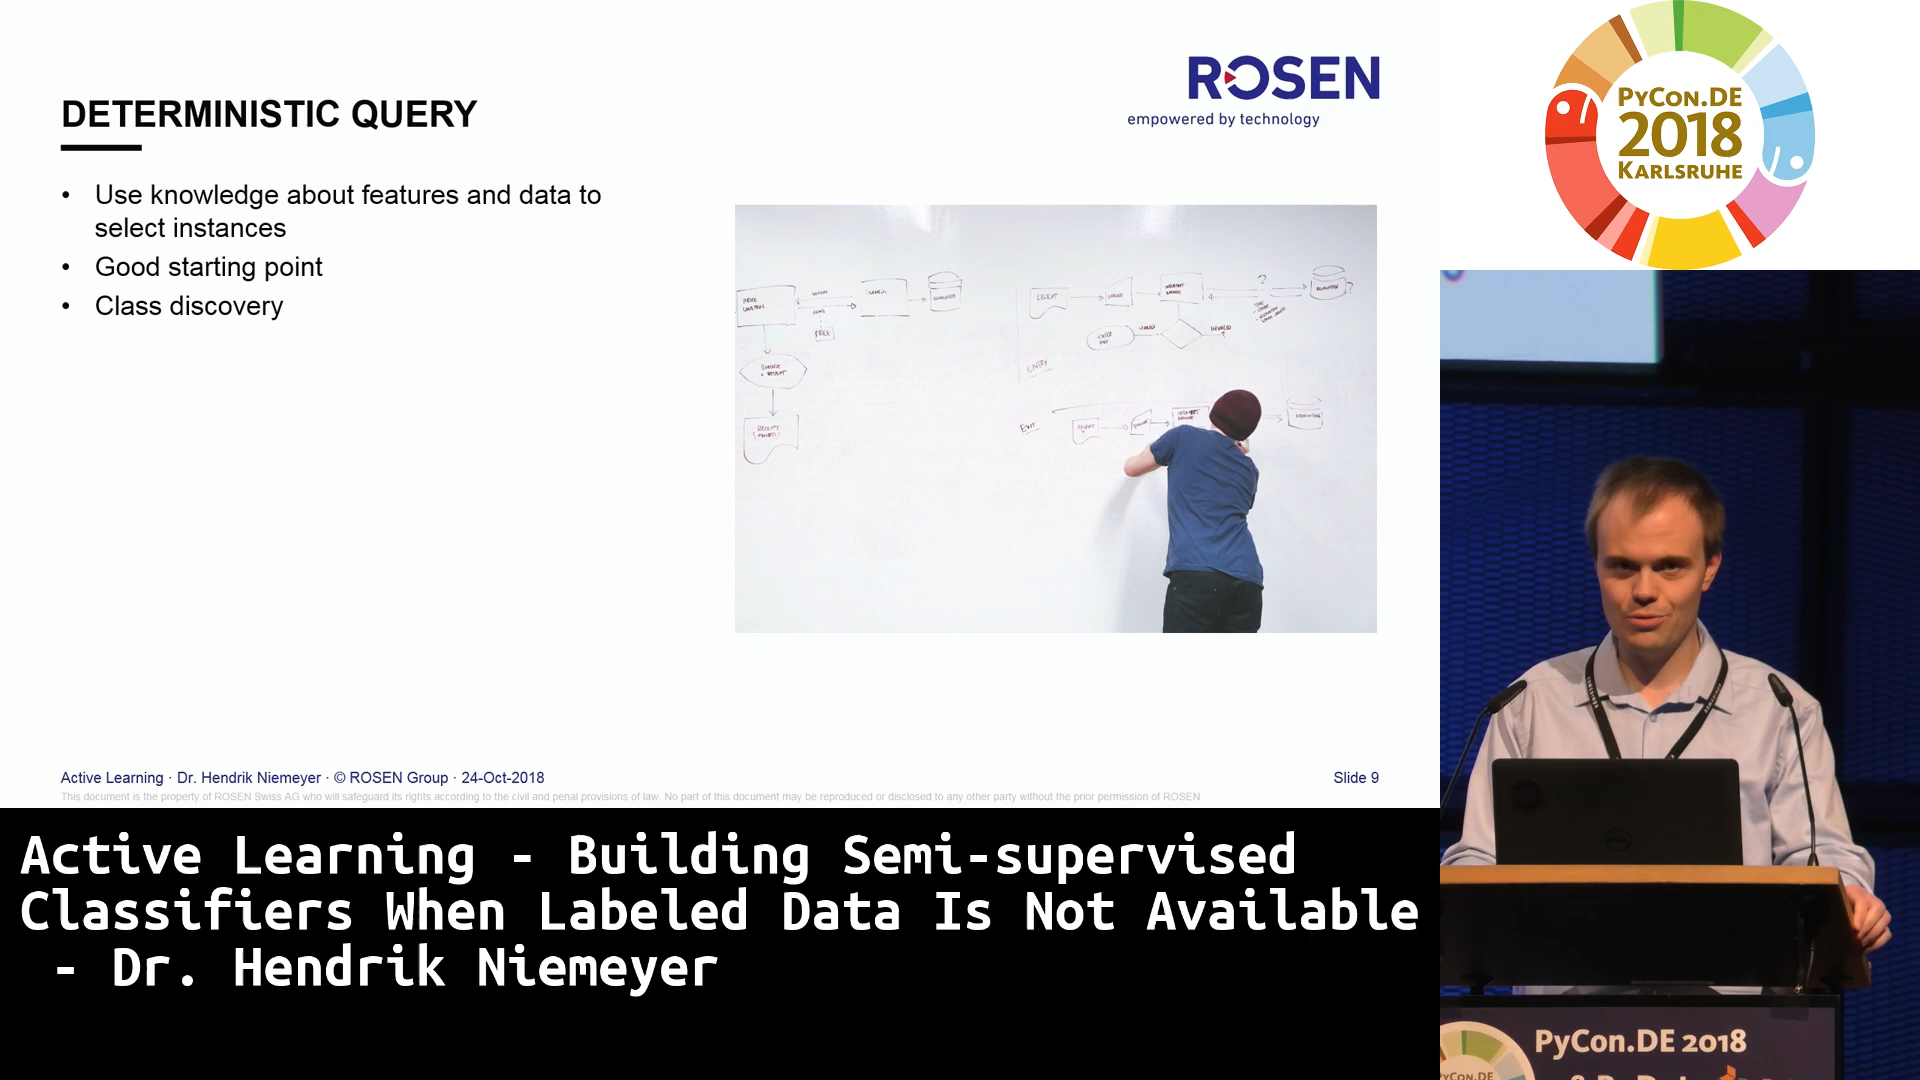 ROSEN
empowered by technology
DETERMINISTIC QUERY
• Use knowledge about features and data to
select instances
• Good starting point
• Class discovery
ENTRY
EXIT
RECEIPT
VALID
INVALID
?
?
Active Learning · Dr. Hendrik Niemeyer · © ROSEN Group · 24-Oct-2018
Slide 9
This document is the property of ROSEN Swiss AG who will safeguard its rights according to the civil and penal provisions of law. No part of this document may be reproduced or disclosed to any other party without the prior permission of ROSEN.
PYCON.DE
2018
KARLSRUHE
PyCon.DE 2018
Active Learning - Building Semi-supervised
Classifiers When Labeled Data Is Not Available
- Dr. Hendrik Niemeyer